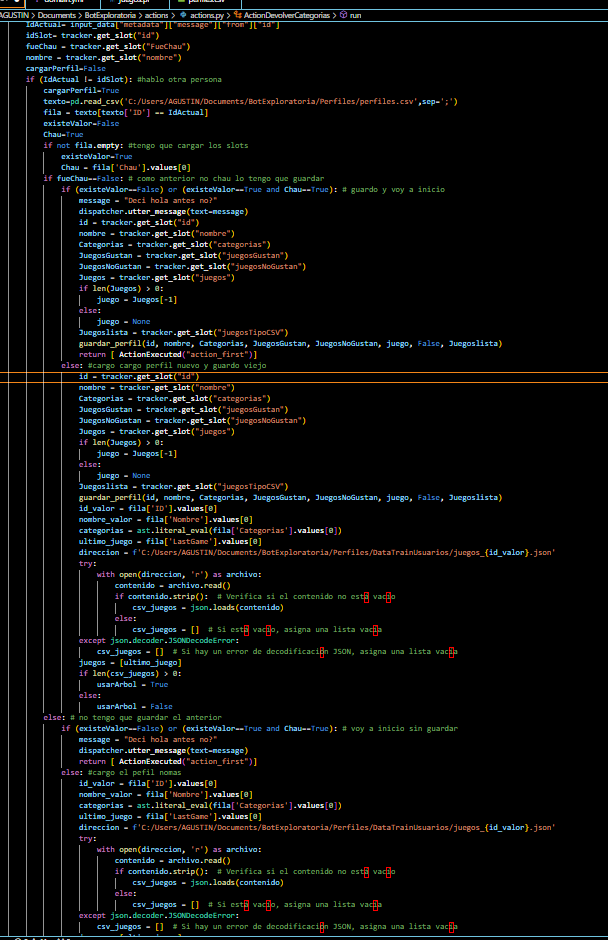 AGUSTIN > Documents > BotExploratoria > actions > actions.py > ActionDevolverCategorias > run
IdActual= input_data["metadata"]["message"]["from"]["id"]
idSlot= tracker.get_slot("id")
fueChau = tracker.get_slot("FueChau")
nombre = tracker.get_slot("nombre")
cargarPerfil=False
if (IdActual != idSlot): #hablo otra persona
cargarPerfil=True
texto=pd.read_csv('C:/Users/AGUSTIN/Documents/BotExploratoria/Perfiles/perfiles.csv',sep=';')
fila = texto[texto['ID'] == IdActual]
existeValor=False
Chau=True
if not fila.empty: #tengo que cargar los slots
existeValor=True
Chau = fila['Chau'].values[0]
if fueChau==False: # como anterior no chau lo tengo que guardar
if (existeValor==False) or (existeValor==True and Chau==True): # guardo y voy a inicio
message = "Deci hola antes no?"
dispatcher.utter_message(text=message)
id = tracker.get_slot("id")
nombre = tracker.get_slot("nombre")
Categorias = tracker.get_slot("categorias")
JuegosGustan = tracker.get_slot("juegosGustan")
JuegosNoGustan = tracker.get_slot("juegosNoGustan")
Juegos = tracker.get_slot("juegos")
if len(Juegos) > 0:
juego = Juegos[-1]
else:
juego = None
Juegoslista = tracker.get_slot("juegosTipoCSV")
guardar_perfil(id, nombre, Categorias, JuegosGustan, JuegosNoGustan, juego, False, Juegoslista)
return [ ActionExecuted("action_first")]
else: #cargo cargo perfil nuevo y guardo viejo
id = tracker.get_slot("id")
nombre = tracker.get_slot("nombre")
Categorias = tracker.get_slot("categorias")
JuegosGustan = tracker.get_slot("juegosGustan")
JuegosNoGustan = tracker.get_slot("juegosNoGustan")
Juegos = tracker.get_slot("juegos")
if len(Juegos) > 0:
juego = Juegos[-1]
else:
juego = None
Juegoslista = tracker.get_slot("juegosTipoCSV")
guardar_perfil(id, nombre, Categorias, JuegosGustan, JuegosNoGustan, juego, False, Juegoslista)
id_valor = fila['ID'].values[0]
nombre_valor = fila['Nombre'].values[0]
categorias = ast.literal_eval(fila['Categorias'].values[0])
ultimo_juego = fila['LastGame'].values[0]
direccion = f'C:/Users/AGUSTIN/Documents/BotExploratoria/Perfiles/DataTrainUsuarios/juegos_{id_valor}.json'
try:
with open(direccion, 'r') as archivo:
contenido = archivo.read()
if contenido.strip():  # Verifica si el contenido no está vacío
csv_juegos = json.loads(contenido)
else:
csv_juegos = []  # Si está vacío, asigna una lista vacía
except json.decoder.JSONDecodeError:
csv_juegos = []  # Si hay un error de decodificación JSON, asigna una lista vacía
juegos = [ultimo_juego]
if len(csv_juegos) > 0:
usarArbol = True
else:
usarArbol = False
else: # no tengo que guardar el anterior
if (existeValor==False) or (existeValor==True and Chau==True): # voy a inicio sin guardar
message = "Deci hola antes no?"
dispatcher.utter_message(text=message)
return [ ActionExecuted("action_first")]
else: #cargo el pefil nomas
id_valor = fila['ID'].values[0]
nombre_valor = fila['Nombre'].values[0]
categorias = ast.literal_eval(fila['Categorias'].values[0])
ultimo_juego = fila['LastGame'].values[0]
direccion = f'C:/Users/AGUSTIN/Documents/BotExploratoria/Perfiles/DataTrainUsuarios/juegos_{id_valor}.json'
try:
with open(direccion, 'r') as archivo:
contenido = archivo.read()
if contenido.strip():  # Verifica si el contenido no está vacío
csv_juegos = json.loads(contenido)
else:
csv_juegos = []  # Si está vacío, asigna una lista vacía
except json.decoder.JSONDecodeError:
csv_juegos = []  # Si hay un error de decodificación JSON, asigna una lista vacía